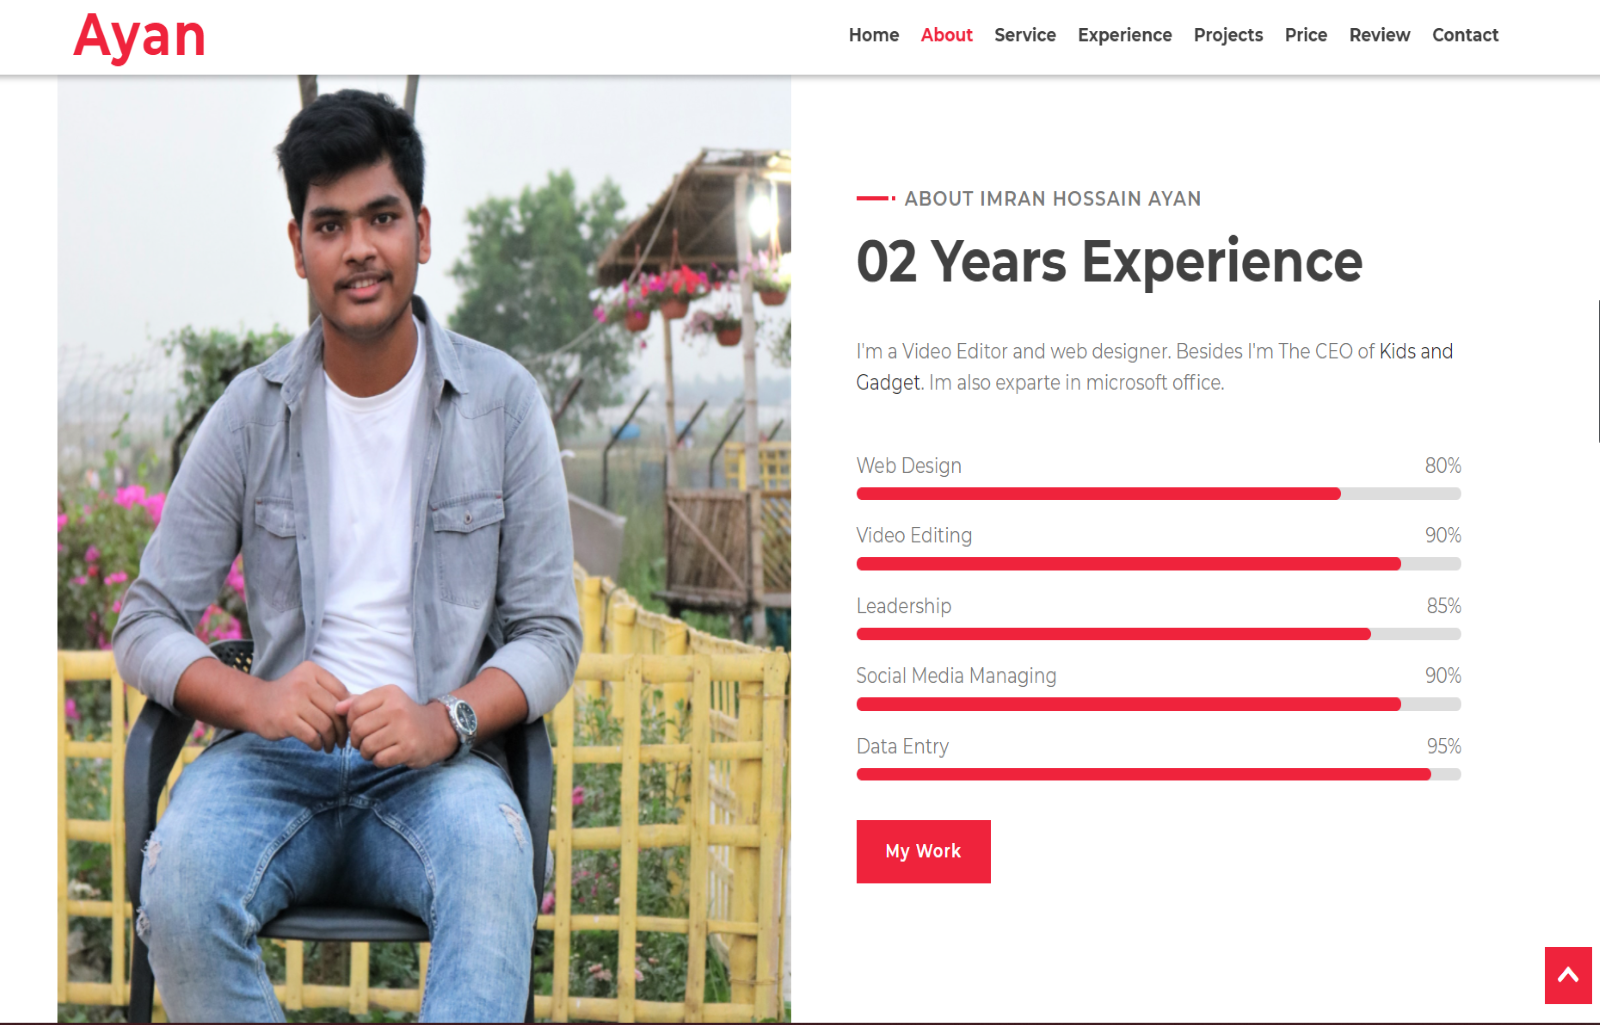 Ayan
Home About Service Experience Projects Price Review Contact
ABOUT IMRAN HOSSAIN AYAN
02 Years Experience
I'm a Video Editor and web designer. Besides I'm The CEO of Kids and
Gadget. Im also exparte in microsoft office.
Web Design 80%
Video Editing 90%
Leadership 85%
Social Media Managing 90%
Data Entry 95%
My Work